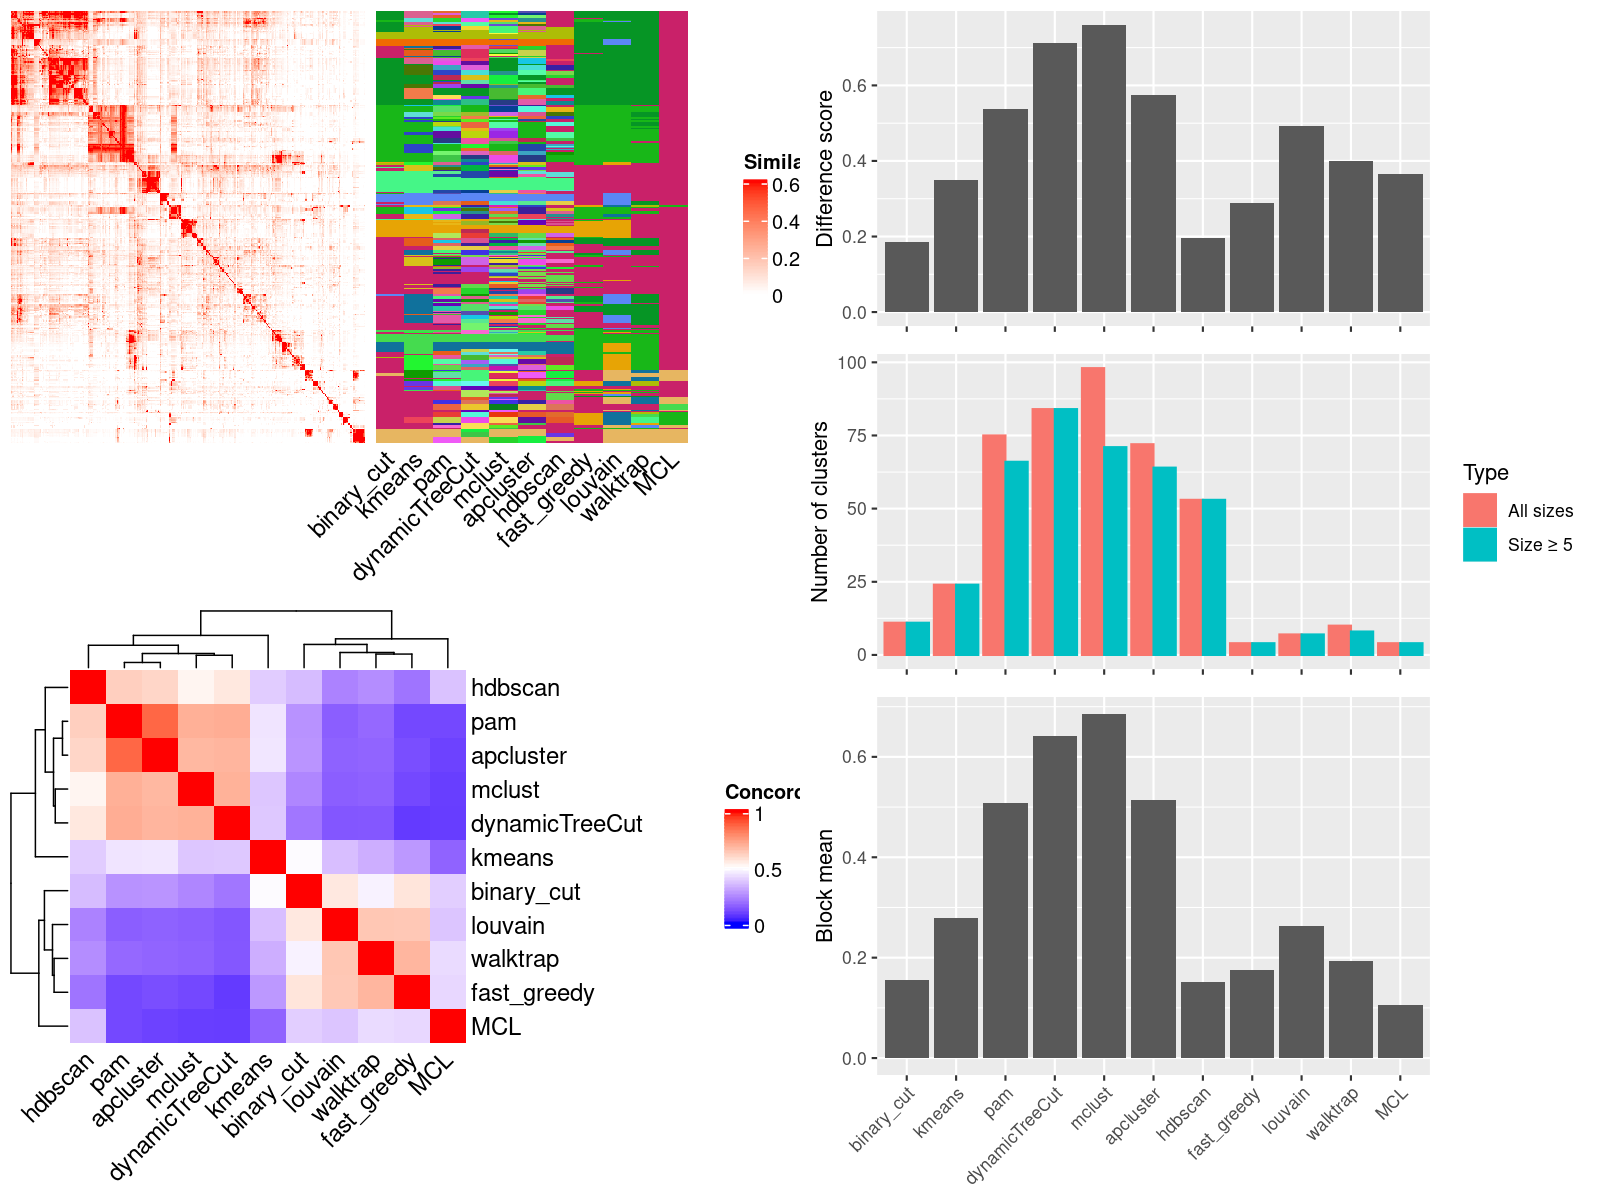 Simila
0.6
0.4
0.2
0
binary_cut
kmeans
pam
dynamicTreeCut
mclust
apcluster
hdbscan
fast_greedy
louvain
walktrap
MCL
hdbscan
pam
apcluster
mclust
dynamicTreeCut
kmeans
binary_cut
louvain
walktrap
fast_greedy
MCL
hdbscan
pam
apcluster
mclust
dynamicTreeCut
kmeans
binary_cut
louvain
walktrap
fast_greedy
MCL
Concord
1
0.5
0
Difference score
0.6
0.4
0.2
0.0
Number of clusters
100
75
50
25
0
Type
All sizes
Size ≥ 5
Block mean
0.6
0.4
0.2
0.0
binary_cut
kmeans
pam
dynamicTreeCut
mclust
apcluster
hdbscan
fast_greedy
louvain
walktrap
MCL